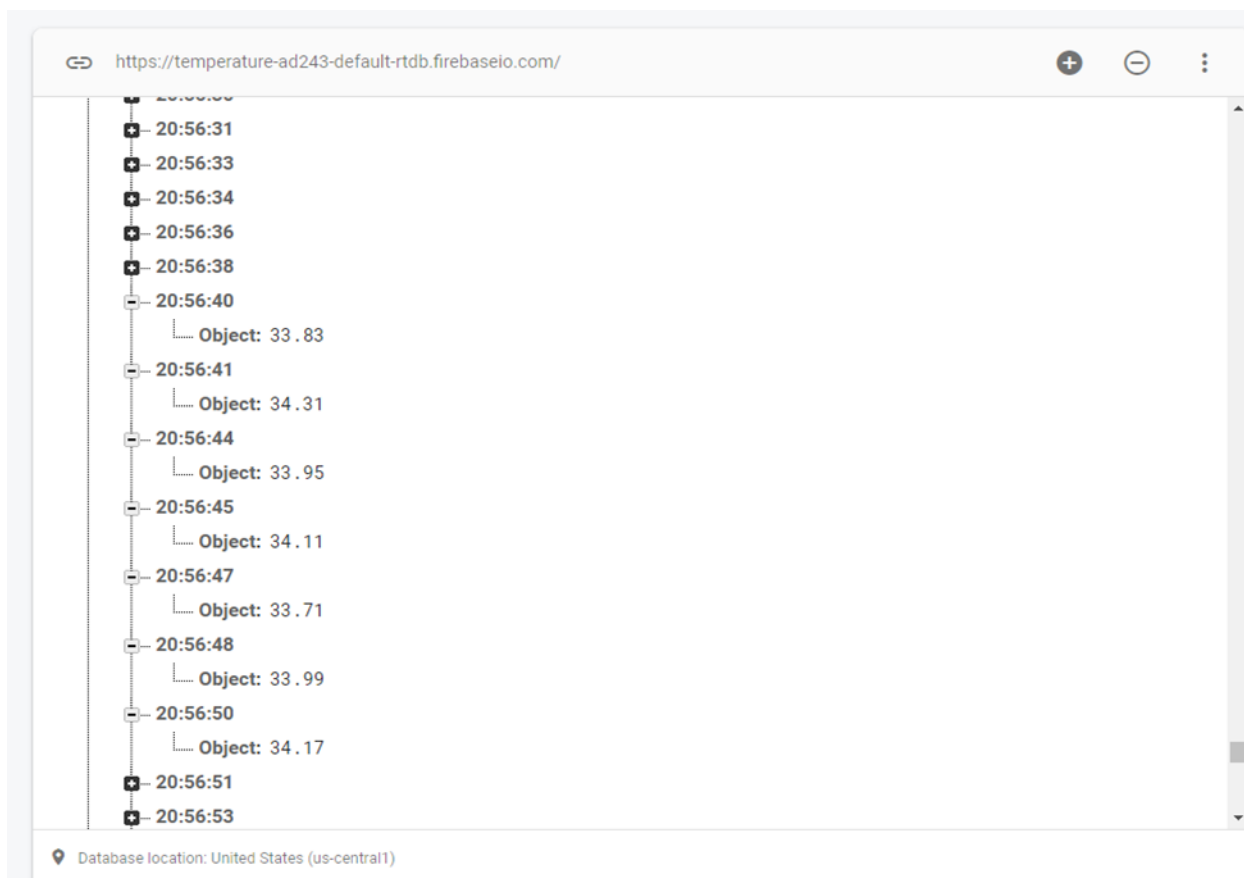 https://temperature-ad243-default-rtdb.firebaseio.com/
20:56:31
20:56:33
20:56:34
20:56:36
20:56:38
20:56:40
Object: 33.83
20:56:41
Object: 34.31
20:56:44
Object: 33.95
20:56:45
Object: 34.11
20:56:47
Object: 33.71
20:56:48
Object: 33.99
20:56:50
Object: 34.17
20:56:51
20:56:53
Database location: United States (us-central1)